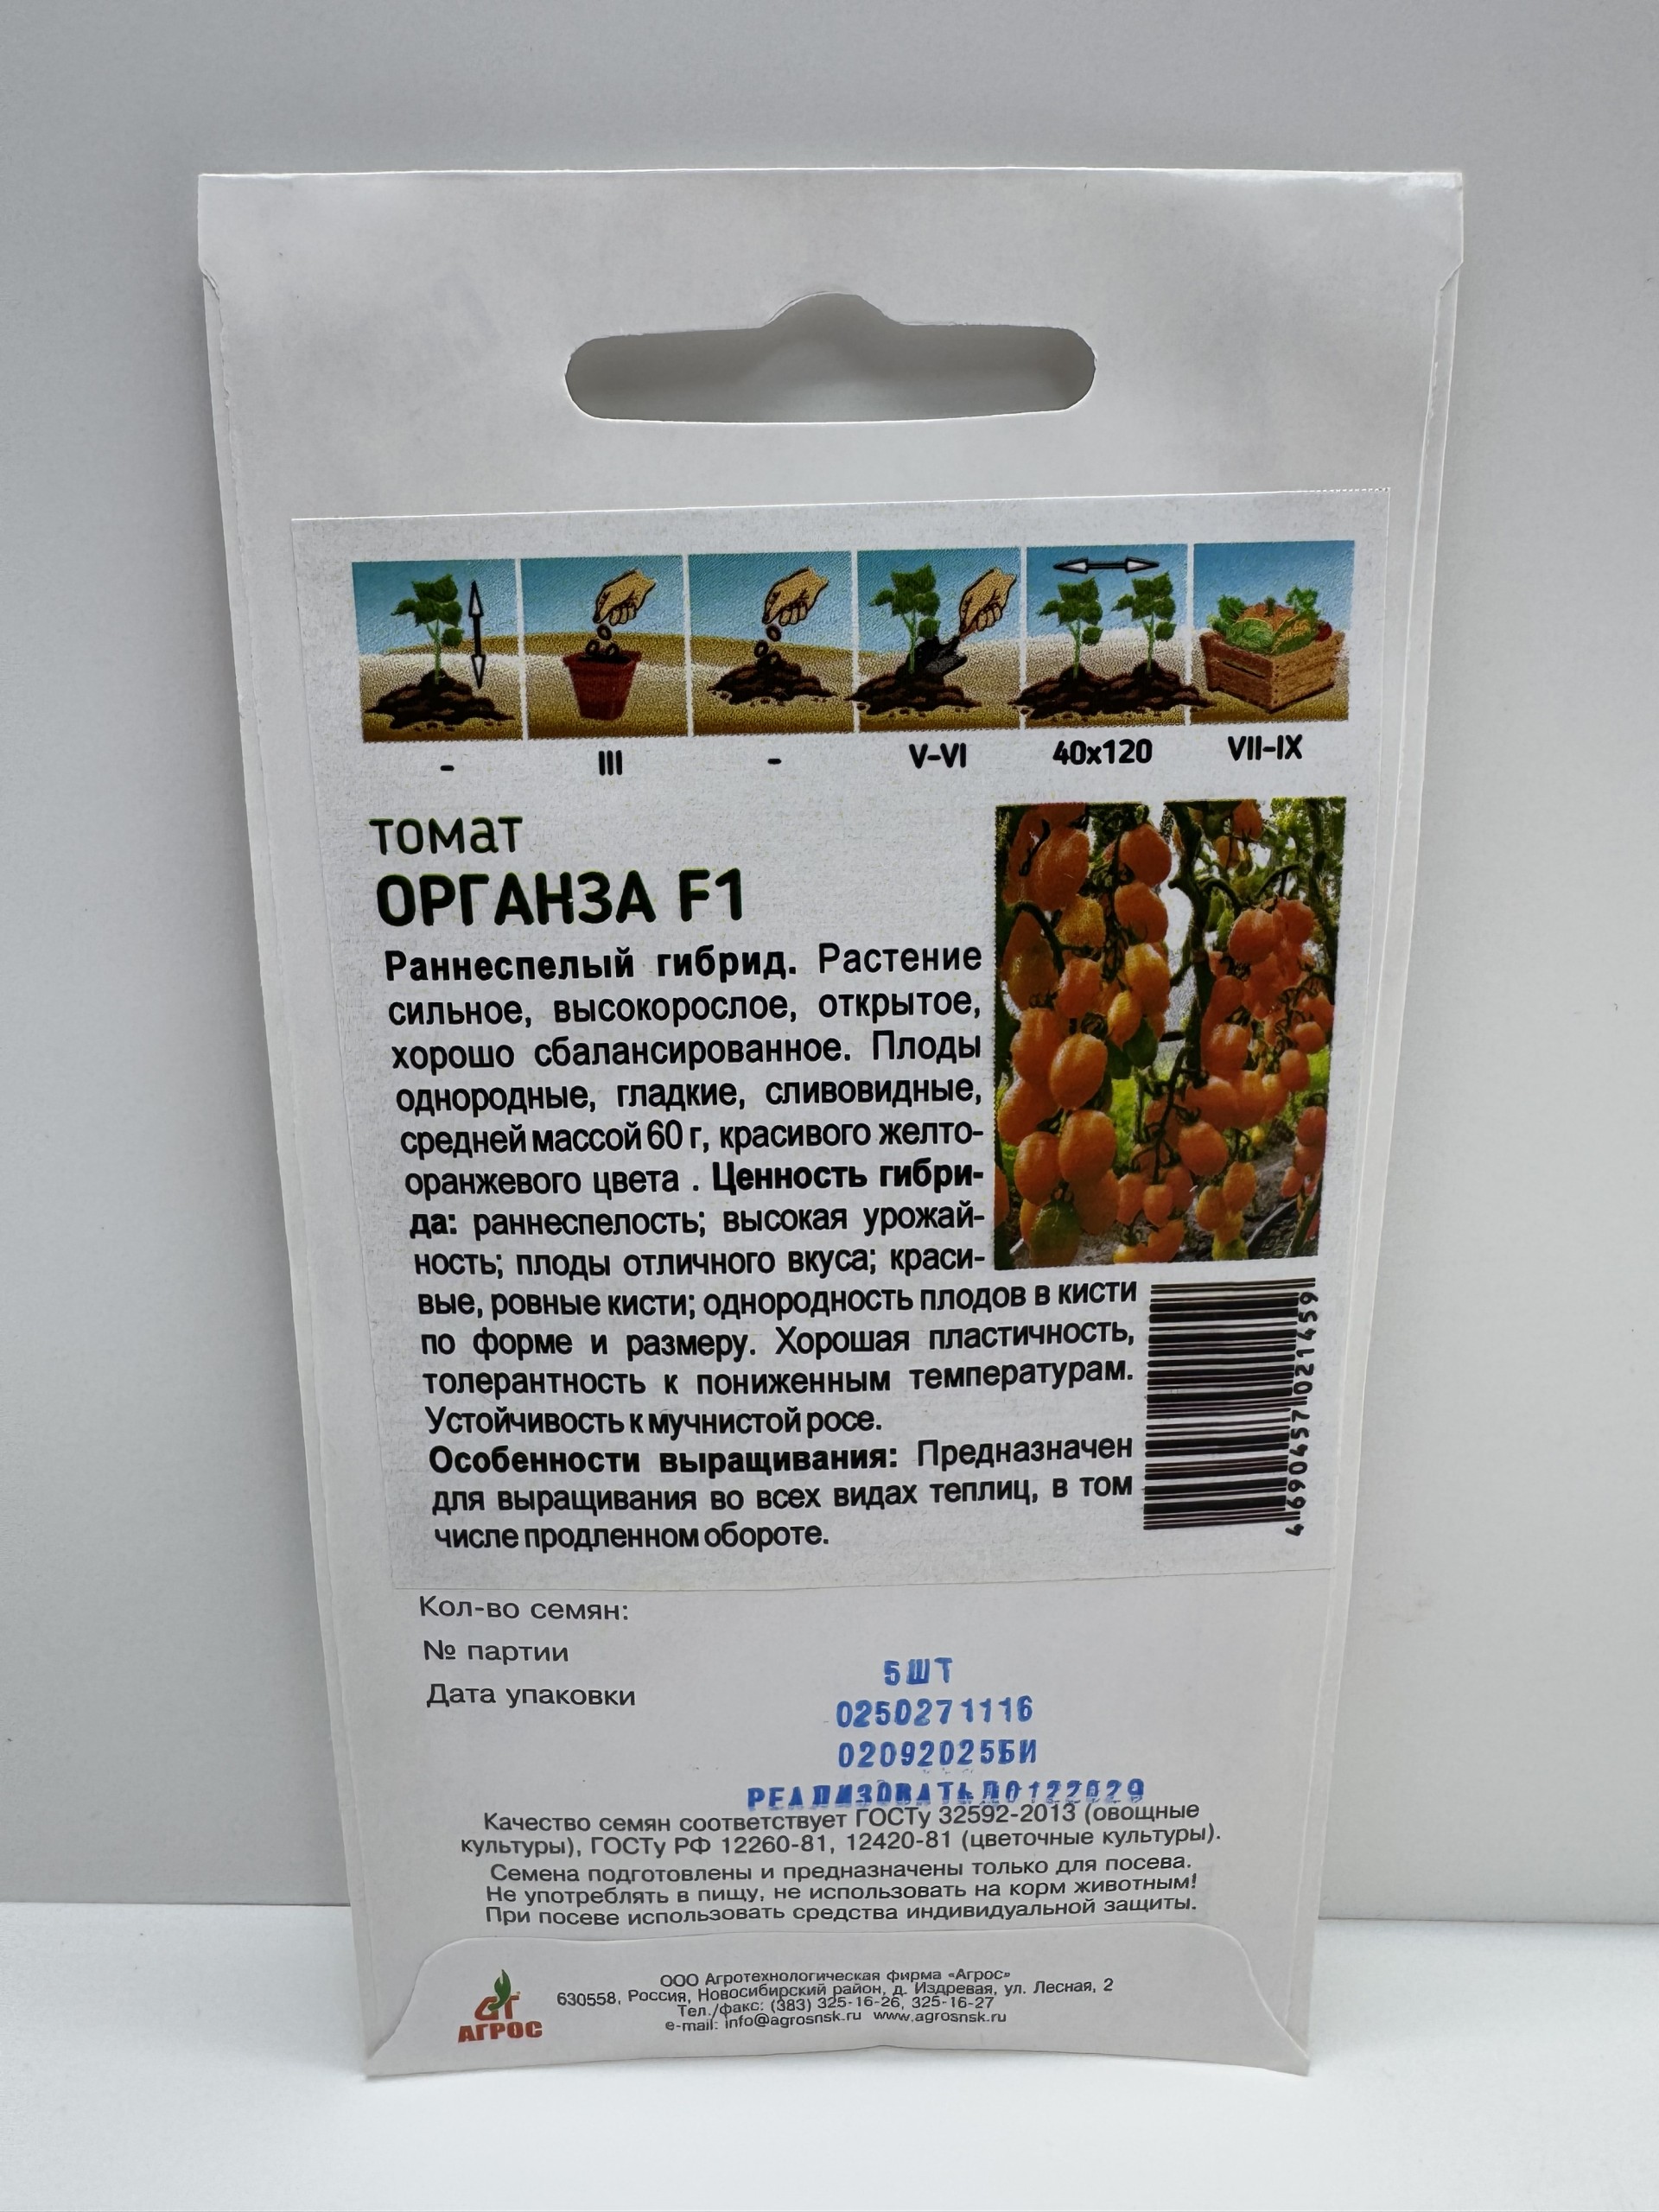 - III - V-VI 40х120 VII-IX
томат
ОРГАНЗА F1
Раннеспелый гибрид. Растение
сильное, высокорослое, открытое,
хорошо сбалансированное. Плоды
однородные, гладкие, сливовидные,
средней массой 60 г, красивого желто-
оранжевого цвета . Ценность гибри-
да: раннеспелость; высокая урожай-
ность; плоды отличного вкуса; краси-
вые, ровные кисти; однородность плодов в кисти
по форме и размеру. Хорошая пластичность,
толерантность к пониженным температурам.
Устойчивость к мучнистой росе.
Особенности выращивания: Предназначен
для выращивания во всех видах теплиц, в том
числе продленном обороте.
4690457021459
Кол-во семян:
№ партии
Дата упаковки
5ШТ
0250271116
02092025БИ
РЕАЛИЗОВАТЬДО122029
Качество семян соответствует ГОСТу 32592-2013 (овощные
культуры), ГОСТу РФ 12260-81, 12420-81 (цветочные культуры).
Семена подготовлены и предназначены только для посева.
Не употреблять в пищу, не использовать на корм животным!
При посеве использовать средства индивидуальной защиты.
АГРОС
ООО Агротехнологическая фирма «Агрос»
630558, Россия, Новосибирский район, д. Издревая, ул. Лесная, 2
Тел./факс: (383) 325-16-26, 325-16-27
e-mail: info@agrosnsk.ru www.agrosnsk.ru